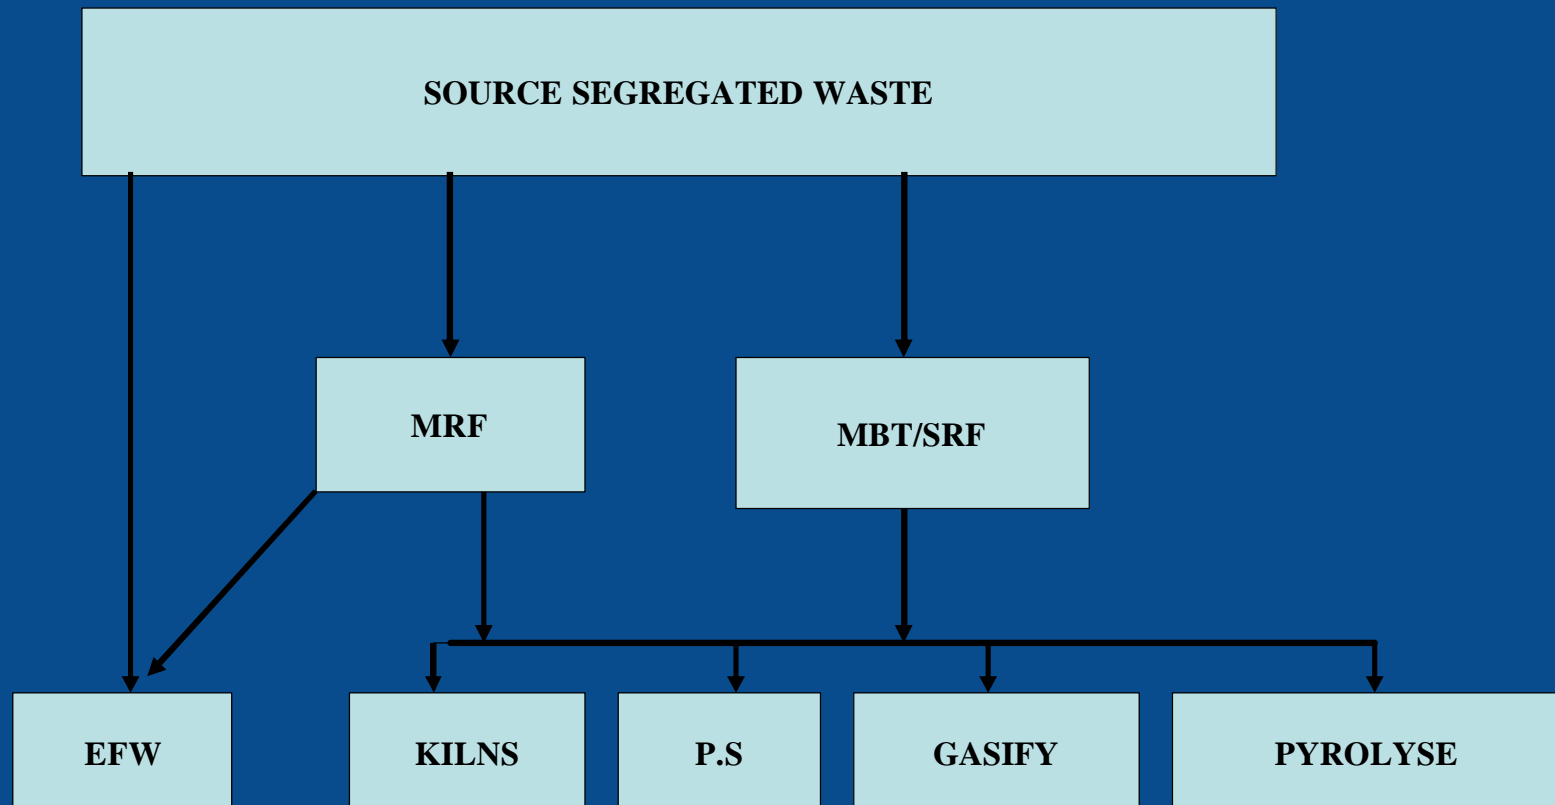 SOURCE SEGREGATED WASTE
MRF
MBT/SRF
EFW
KILNS
P.S
GASIFY
PYROLYSE